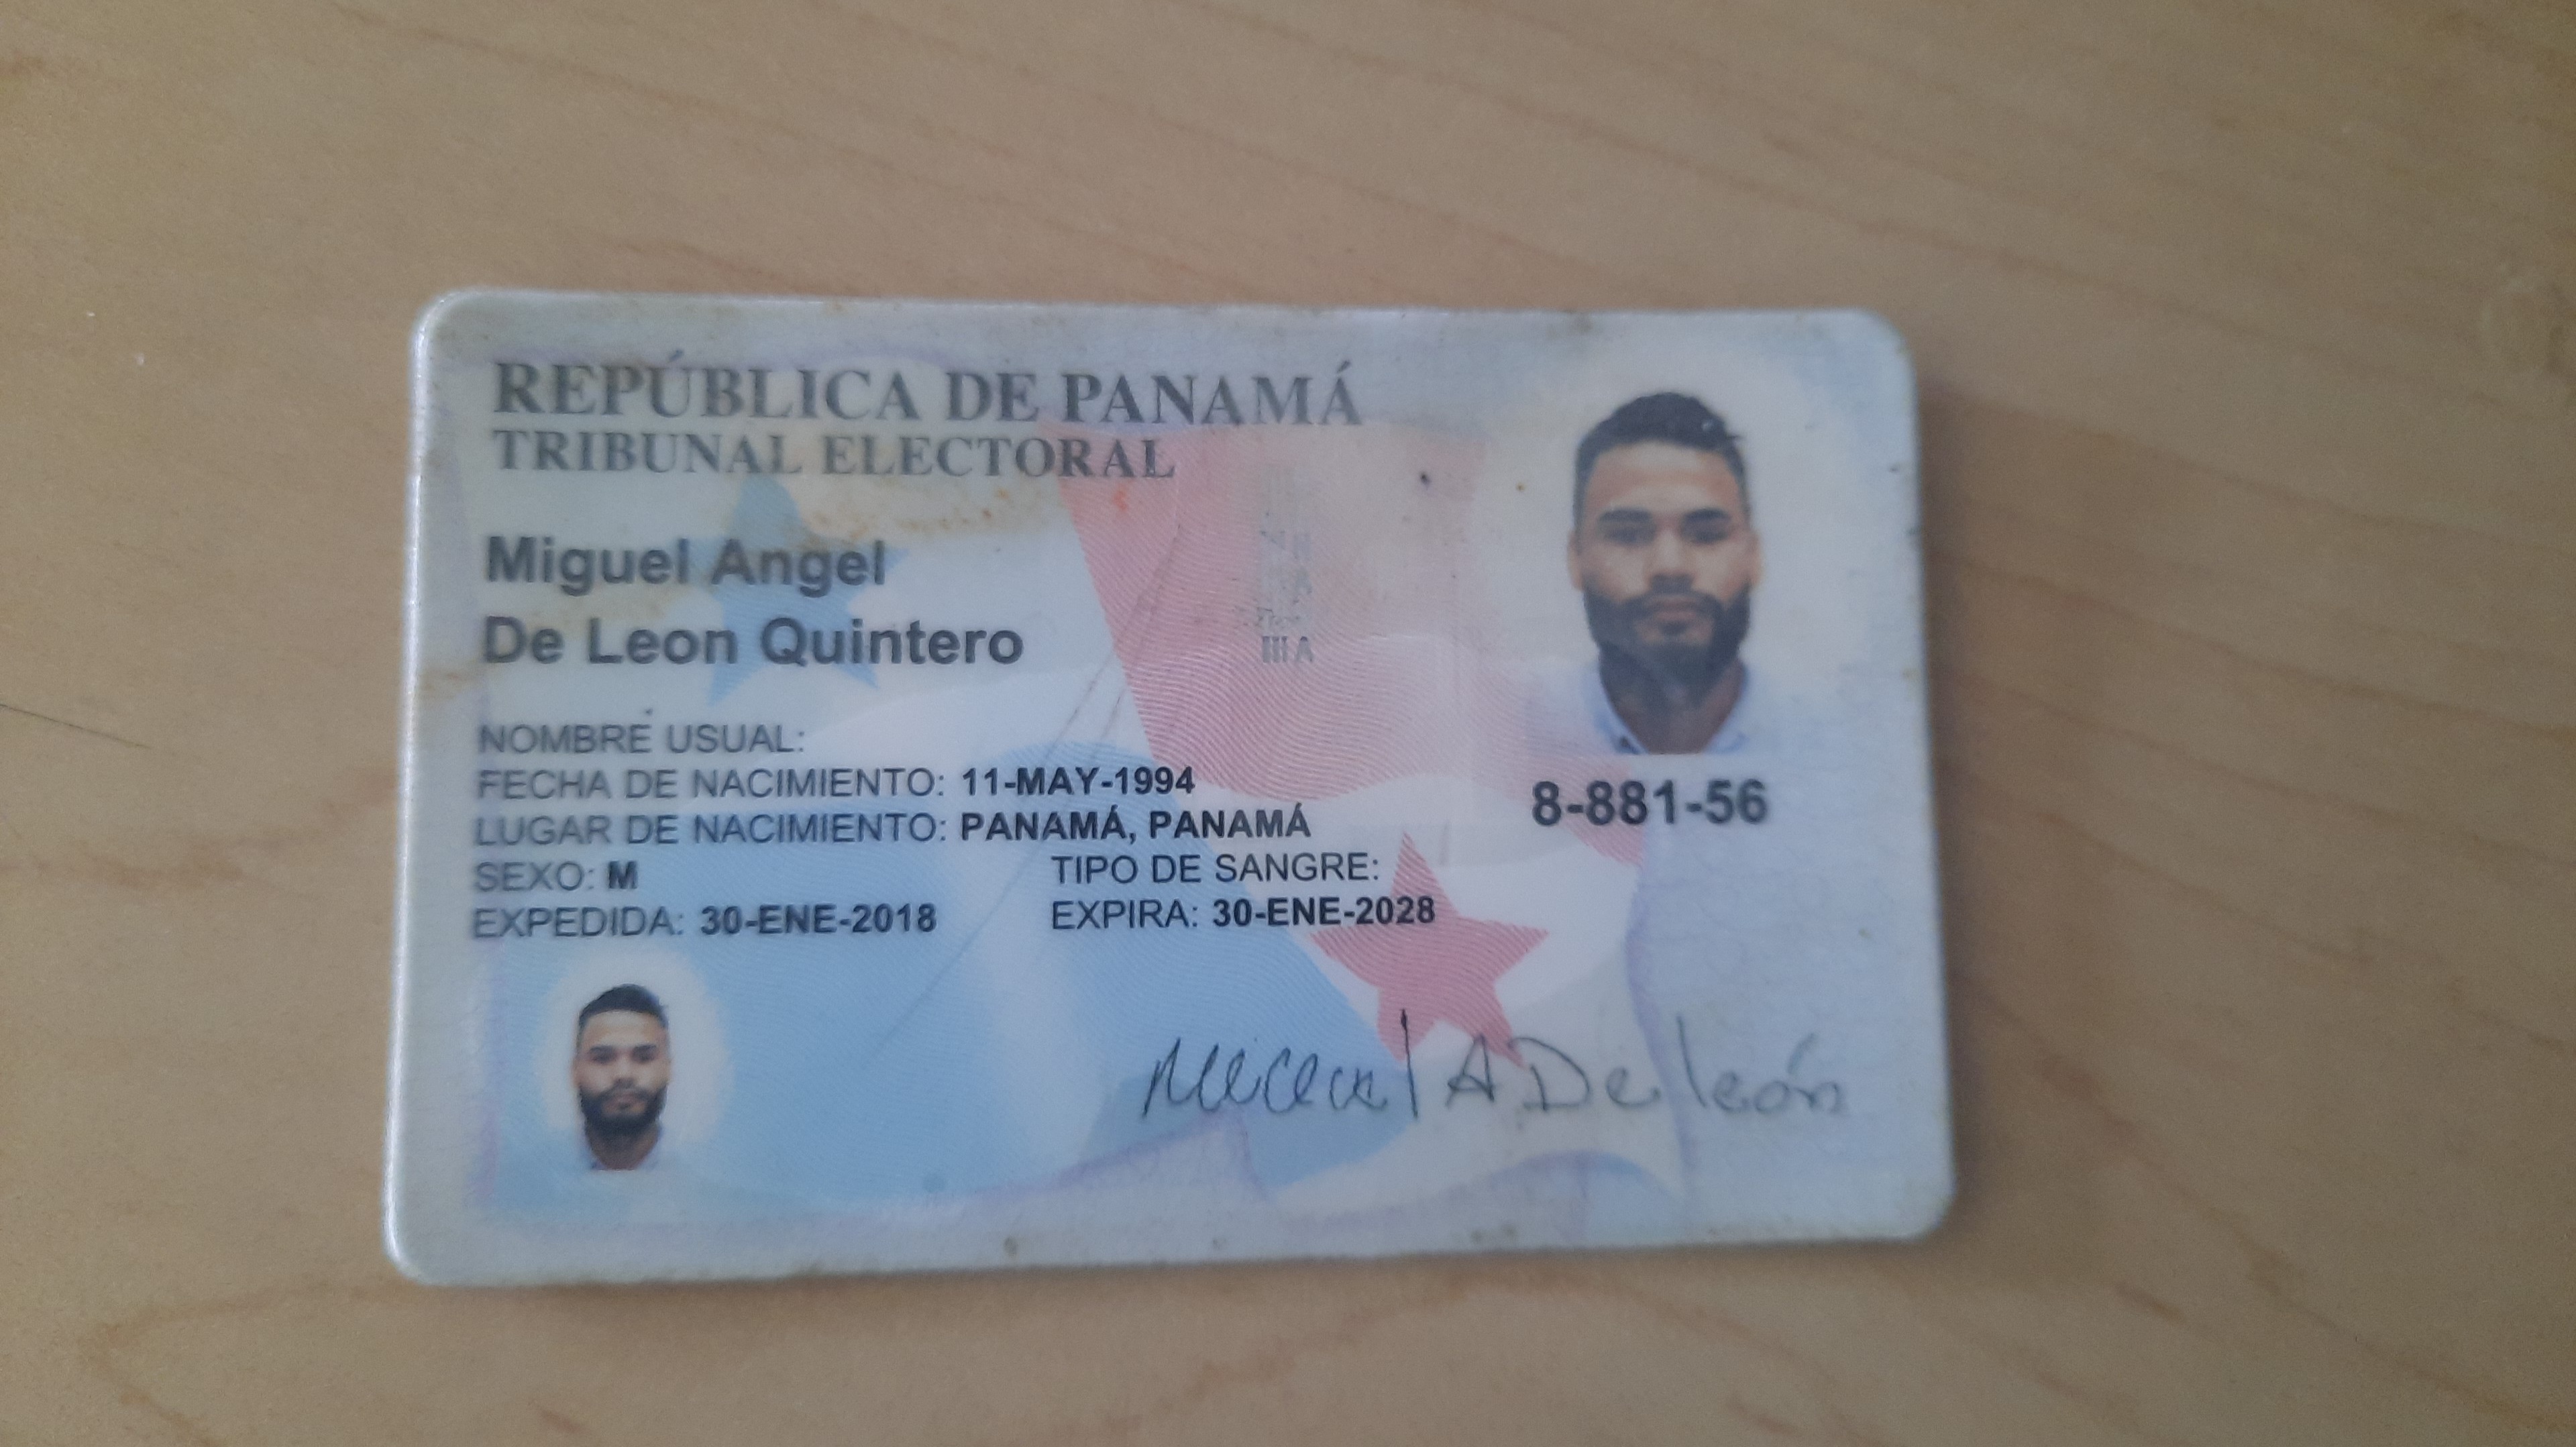 REPÚBLICA DE PANAMÁ
TRIBUNAL ELECTORAL
Miguel Angel
De Leon Quintero
NOMBRE USUAL:
FECHA DE NACIMIENTO: 11-MAY-1994
LUGAR DE NACIMIENTO: PANAMÁ, PANAMÁ
SEXO: M TIPO DE SANGRE:
EXPEDIDA: 30-ENE-2018 EXPIRA: 30-ENE-2028
8-881-56
A De león